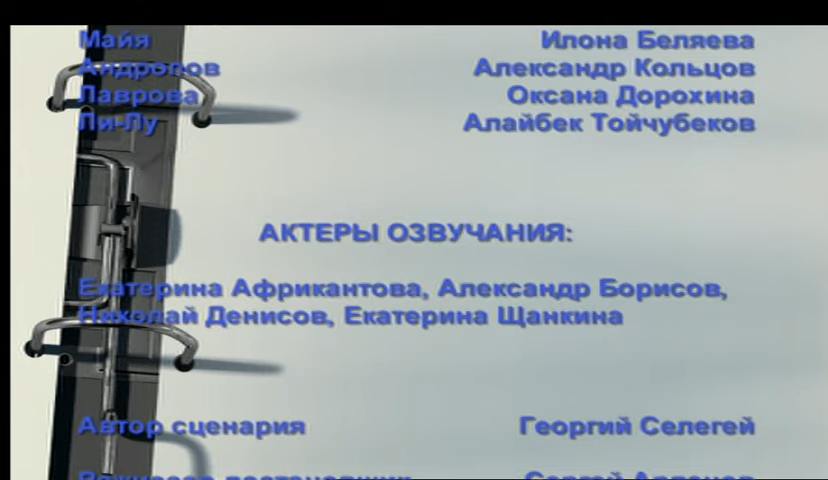 Майя Илона Беляева
Андропов Александр Кольцов
Лаврова Оксана Дорохина
Ли-Лу Алайбек Тойчубеков
АКТЕРЫ ОЗВУЧАНИЯ:
Екатерина Африкантова, Александр Борисов,
Николай Денисов, Екатерина Щанкина
Автор сценария Георгий Селегей